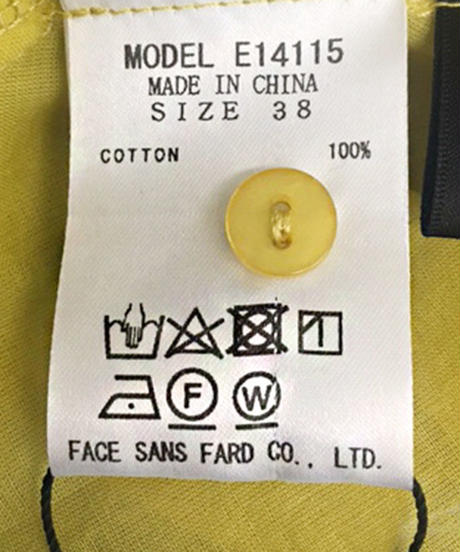 MODEL E14115
MADE IN CHINA
SIZE 38
COTTON 100%
F W
FACE SANS FARD CO., LTD.